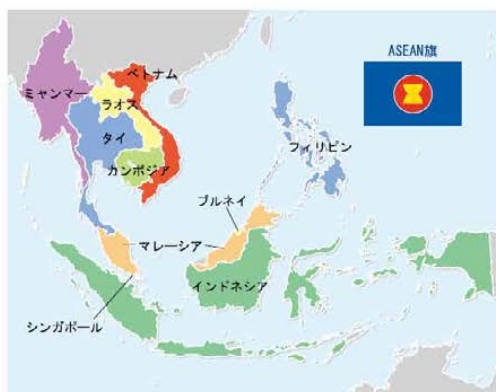 ASEAN旗
ベトナム
ミャンマー
ラオス
タイ
フィリピン
カンボジア
ブルネイ
マレーシア
インドネシア
シンガポール